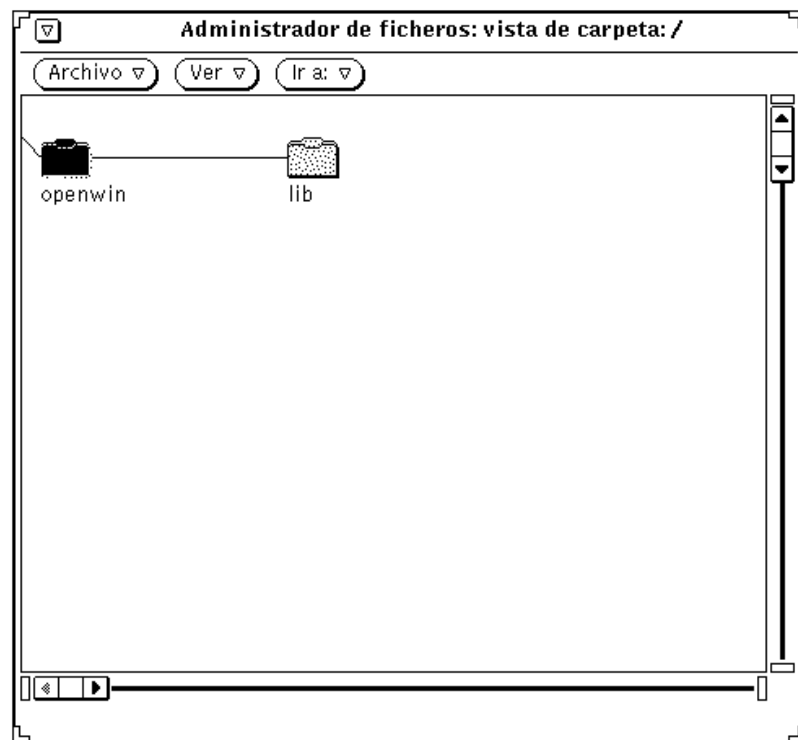 Administrador de ficheros: vista de carpeta: /
Archivo Ver Ir a:
openwin lib